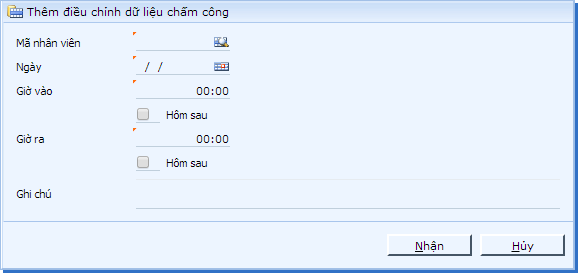 Thêm điều chỉnh dữ liệu chấm công
Mã nhân viên
Ngày / /
Giờ vào 00:00
Hôm sau
Giờ ra 00:00
Hôm sau
Ghi chú
Nhận Hủy